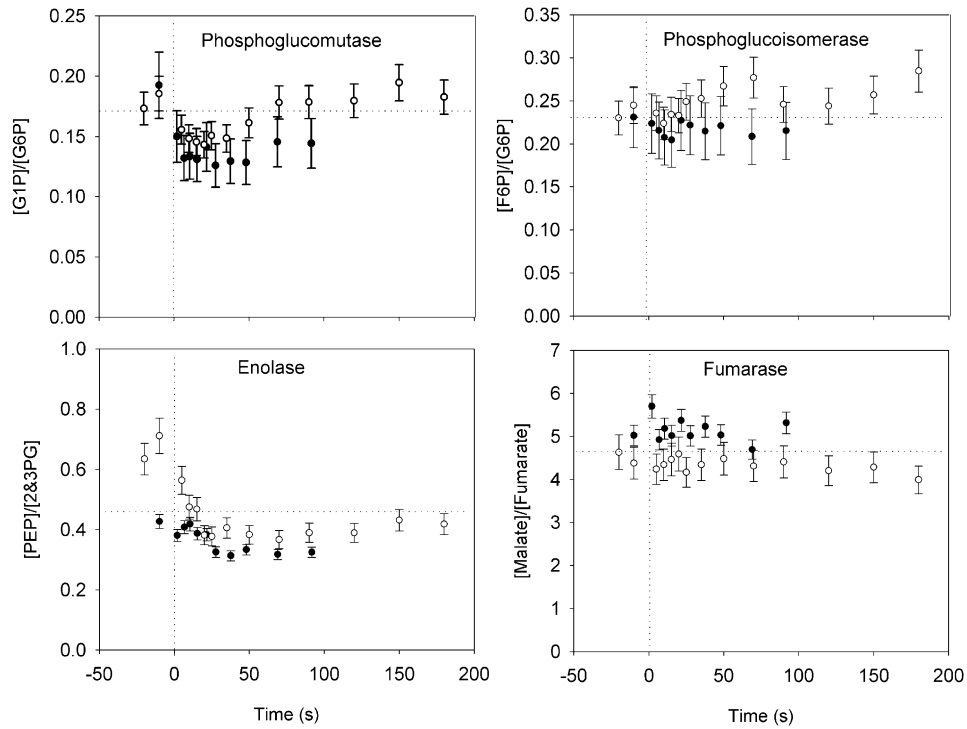 Phosphoglucomutase
[G1P]/[G6P]
0.25
0.20
0.15
0.10
0.05
0.00
Phosphoglucoisomerase
[F6P]/[G6P]
0.35
0.30
0.25
0.20
0.15
0.10
0.05
0.00
Enolase
[PEP]/[2&3PG]
1.0
0.8
0.6
0.4
0.2
0.0
-50 0 50 100 150 200
Time (s)
Fumarase
[Malate]/[Fumarate]
7
6
5
4
3
2
1
0
-50 0 50 100 150 200
Time (s)